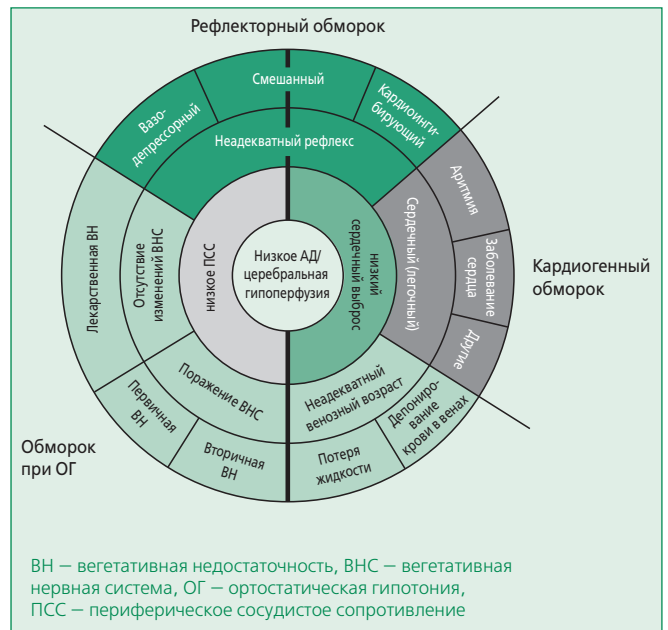 Рефлекторный обморок
Вазо-
депрессорный
Смешанный
Кардиоинги-
бирующий
Неадекватный рефлекс
Аритмия
Заболевание
сердца
Другие
Сердечный (легочный)
Кардиогенный
обморок
Лекарственная ВН
Отсутствие
изменений ВНС
низкое ПСС
Низкое АД/
церебральная
гипоперфузия
низкий
сердечный выброс
Поражение ВНС
Неадекватный
венозный возраст
Первичная
ВН
Вторичная
ВН
Потеря
жидкости
Депониро-
вание
крови в венах
Обморок
при ОГ
ВН — вегетативная недостаточность, ВНС — вегетативная
нервная система, ОГ — ортостатическая гипотония,
ПСС — периферическое сосудистое сопротивление